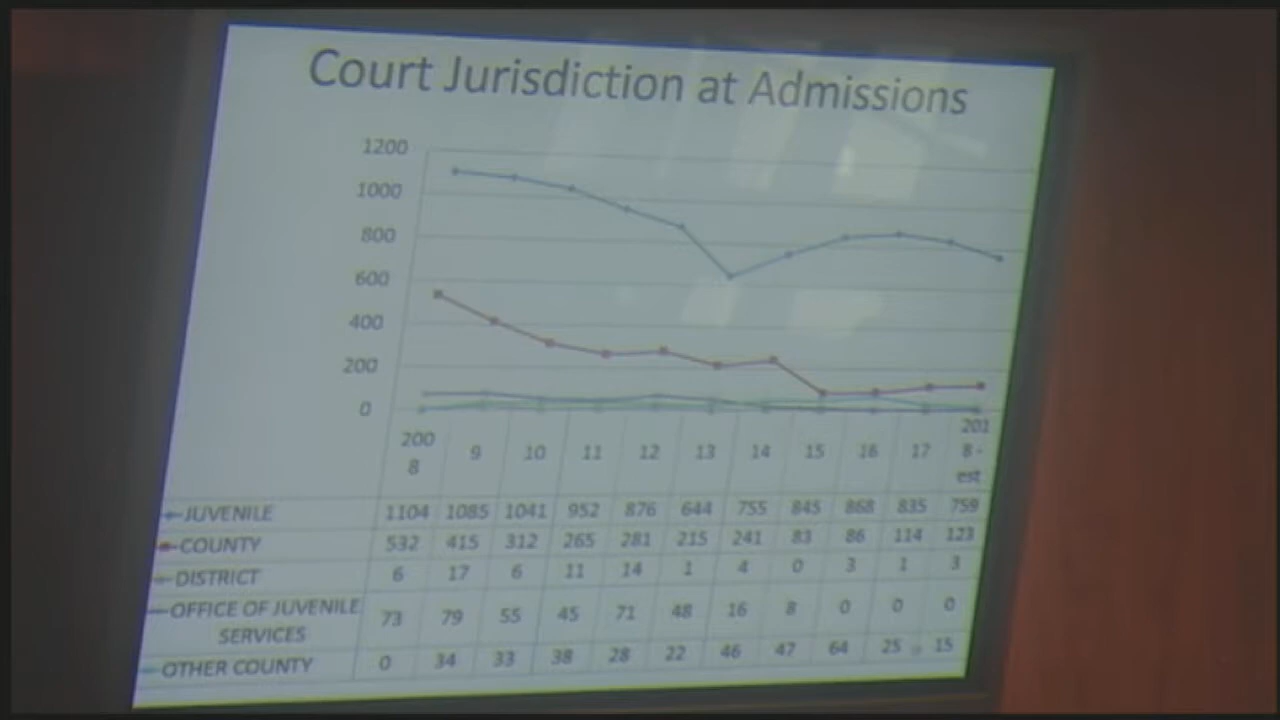 Court Jurisdiction at Admissions
1200
1000
800
600
400
200
0
2008 9 10 11 12 13 14 15 16 17 2018 - est
JUVENILE 1104 1085 1041 952 876 644 755 845 868 835 759
COUNTY 532 415 312 265 281 215 241 83 86 114 123
DISTRICT 6 17 6 11 14 1 4 0 3 1 3
OFFICE OF JUVENILE SERVICES 73 79 55 45 71 48 16 8 0 0 0
OTHER COUNTY 0 34 33 38 28 22 46 47 64 25 15